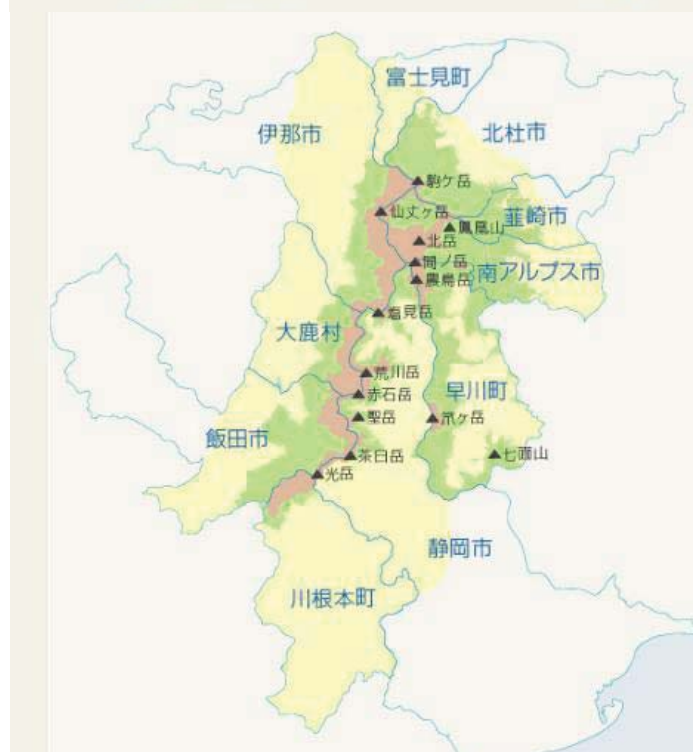 富士見町
伊那市
北杜市
駒ケ岳
仙丈ヶ岳
韮崎市
鳳凰山
北岳
間ノ岳
南アルプス市
農鳥岳
塩見岳
大鹿村
荒川岳
早川町
赤石岳
聖岳
笊ヶ岳
飯田市
七面山
茶臼岳
光岳
静岡市
川根本町